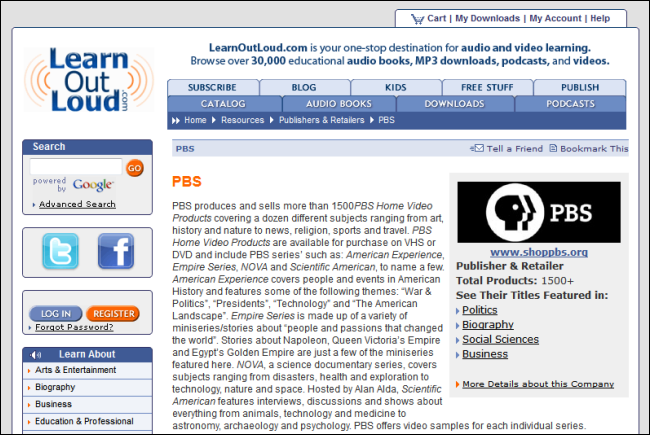 Cart | My Downloads | My Account | Help
Learn
Out
Loud.com
LearnOutLoud.com is your one-stop destination for audio and video learning.
Browse over 30,000 educational audio books, MP3 downloads, podcasts, and videos.
SUBSCRIBE BLOG KIDS FREE STUFF PUBLISH
CATALOG AUDIO BOOKS DOWNLOADS PODCASTS
Home Resources Publishers & Retailers PBS
Search
GO
powered
by Google
Advanced Search
LOG IN REGISTER
Forgot Password?
Learn About
Arts & Entertainment
Biography
Business
Education & Professional
PBS Tell a Friend Bookmark This
PBS
PBS produces and sells more than 1500PBS Home Video
Products covering a dozen different subjects ranging from art,
history and nature to news, religion, sports and travel. PBS
Home Video Products are available for purchase on VHS or
DVD and include PBS series' such as: American Experience,
Empire Series, NOVA and Scientific American, to name a few.
American Experience covers people and events in American
History and features some of the following themes: “War &
Politics”, “Presidents”, “Technology” and “The American
Landscape”. Empire Series is made up of a variety of
miniseries/stories about “people and passions that changed
the world”. Stories about Napoleon, Queen Victoria's Empire
and Egypt's Golden Empire are just a few of the miniseries
featured here. NOVA, a science documentary series, covers
subjects ranging from disasters, health and exploration to
technology, nature and space. Hosted by Alan Alda, Scientific
American features interviews, discussions and shows about
everything from animals, technology and medicine to
astronomy, archaeology and psychology. PBS offers video samples for each individual series.
PBS
www.shoppbs.org
Publisher & Retailer
Total Products: 1500+
See Their Titles Featured in:
Politics
Biography
Social Sciences
Business
More Details about this Company